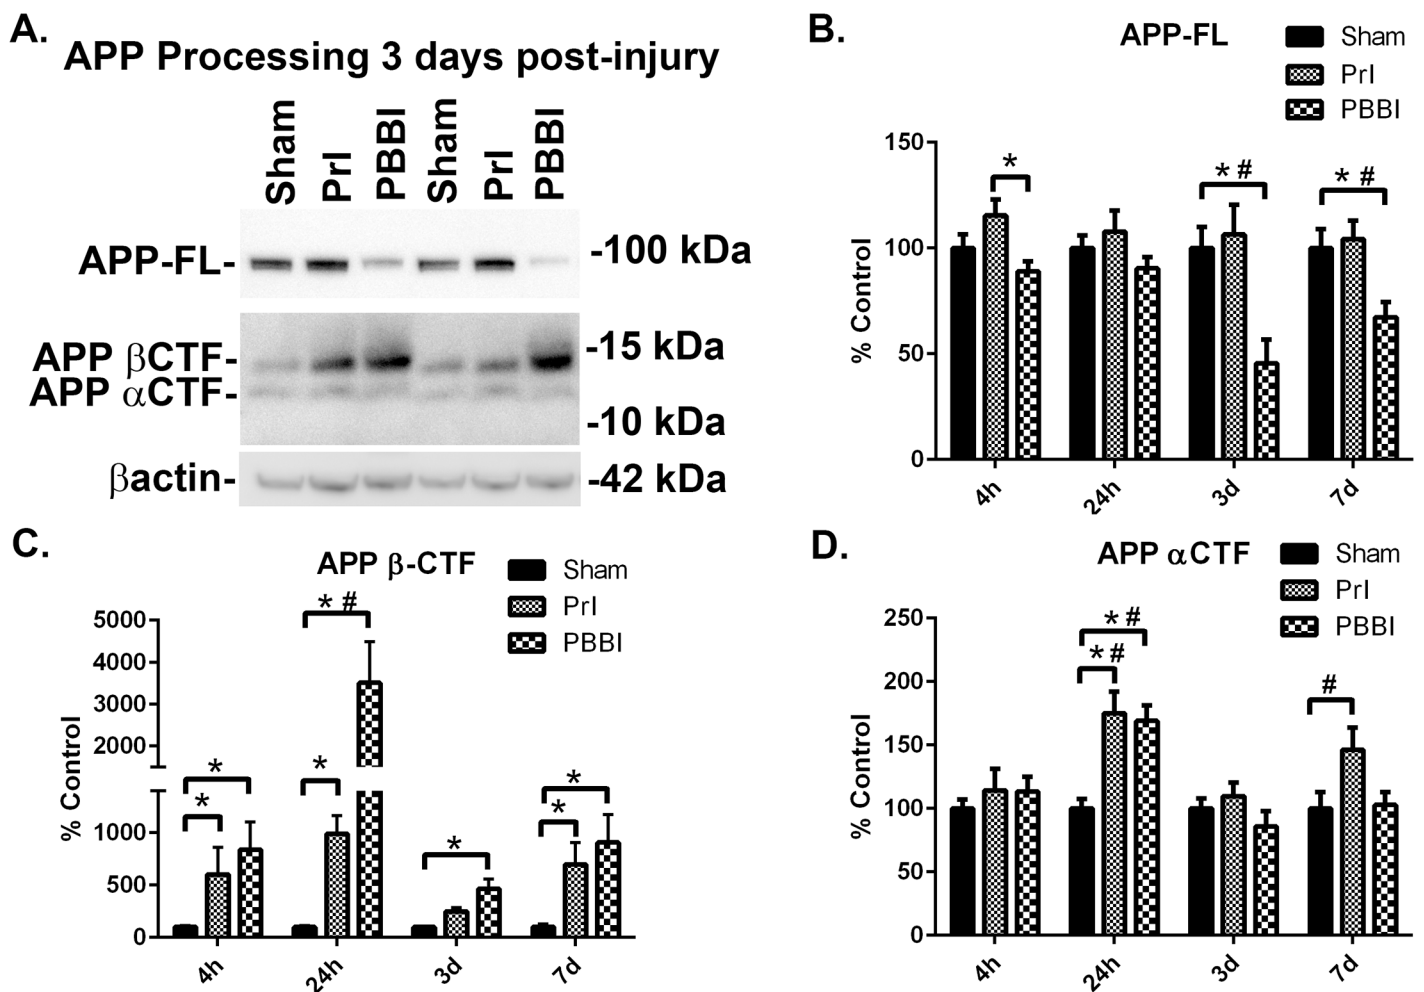 A.
APP Processing 3 days post-injury
Sham PrI PBBI Sham PrI PBBI
APP-FL- -100 kDa
APP βCTF- -15 kDa
APP αCTF-
-10 kDa
βactin- -42 kDa
B.
APP-FL
Sham
PrI
PBBI
% Control
150
100
50
0
*
* #
* #
4h 24h 3d 7d
C.
APP β-CTF
Sham
PrI
PBBI
% Control
5000
4000
3000
2000
1000
500
0
* *
* * #
*
* *
4h 24h 3d 7d
D.
APP αCTF
Sham
PrI
PBBI
% Control
250
200
150
100
50
0
* #
* #
#
4h 24h 3d 7d